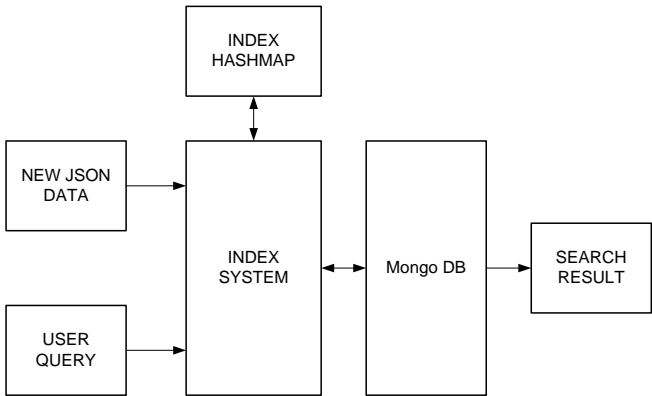 INDEX
HASHMAP
NEW JSON
DATA
INDEX
SYSTEM
Mongo DB
SEARCH
RESULT
USER
QUERY